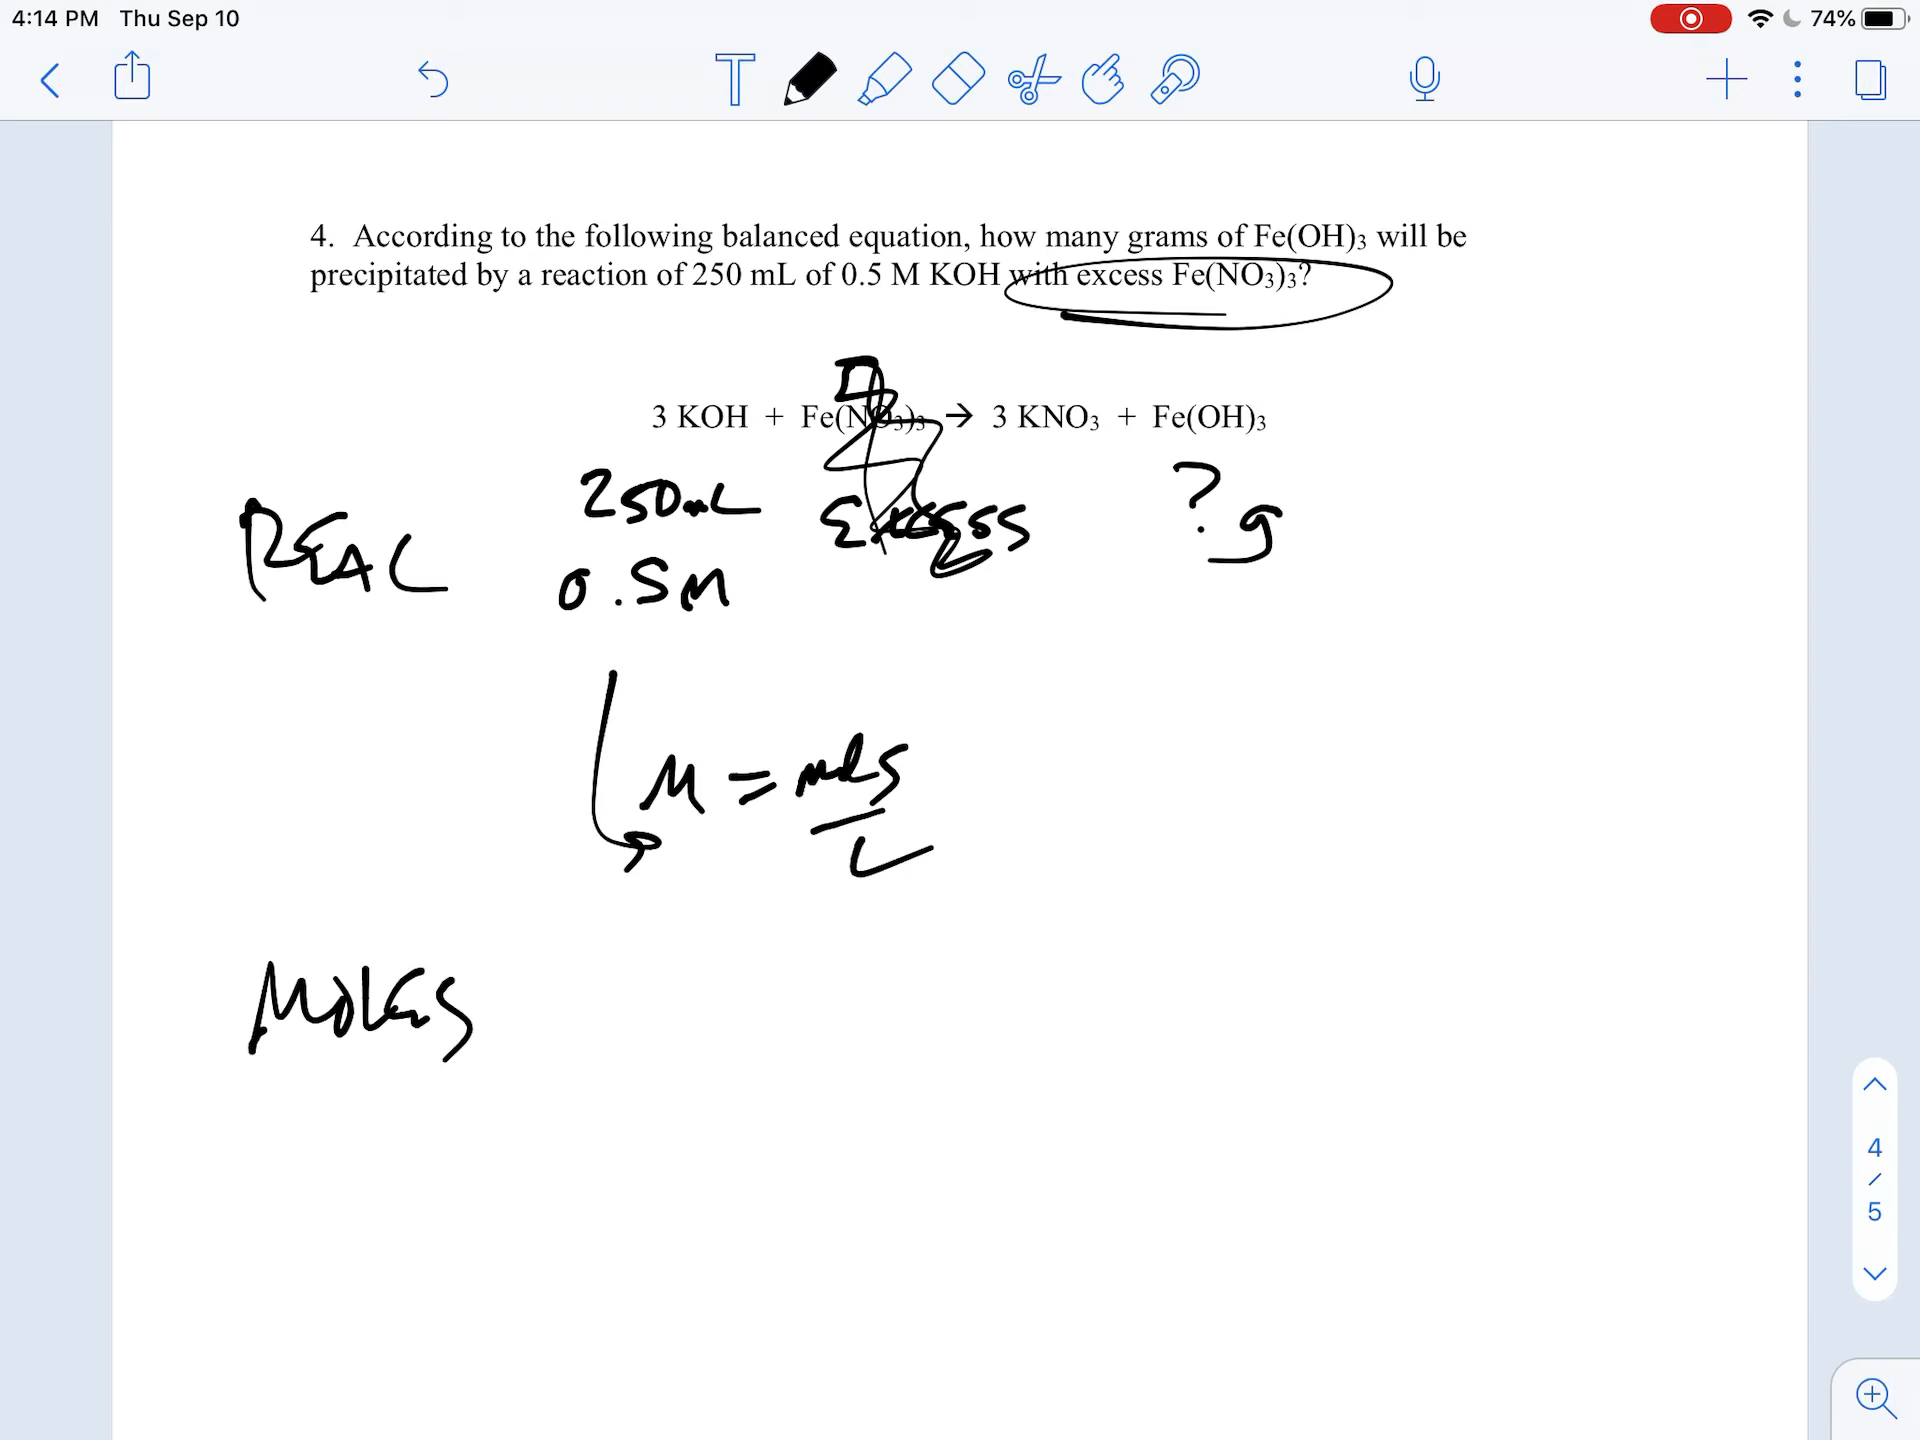 4:14 PM Thu Sep 10
74%
4. According to the following balanced equation, how many grams of Fe(OH)₃ will be
precipitated by a reaction of 250 mL of 0.5 M KOH with excess Fe(NO₃)₃?
3 KOH + Fe(NO₃)₃ → 3 KNO₃ + Fe(OH)₃
REAL
250mL
Excess
? g
0.5M
M = mols
L
MOLES
4
/
5